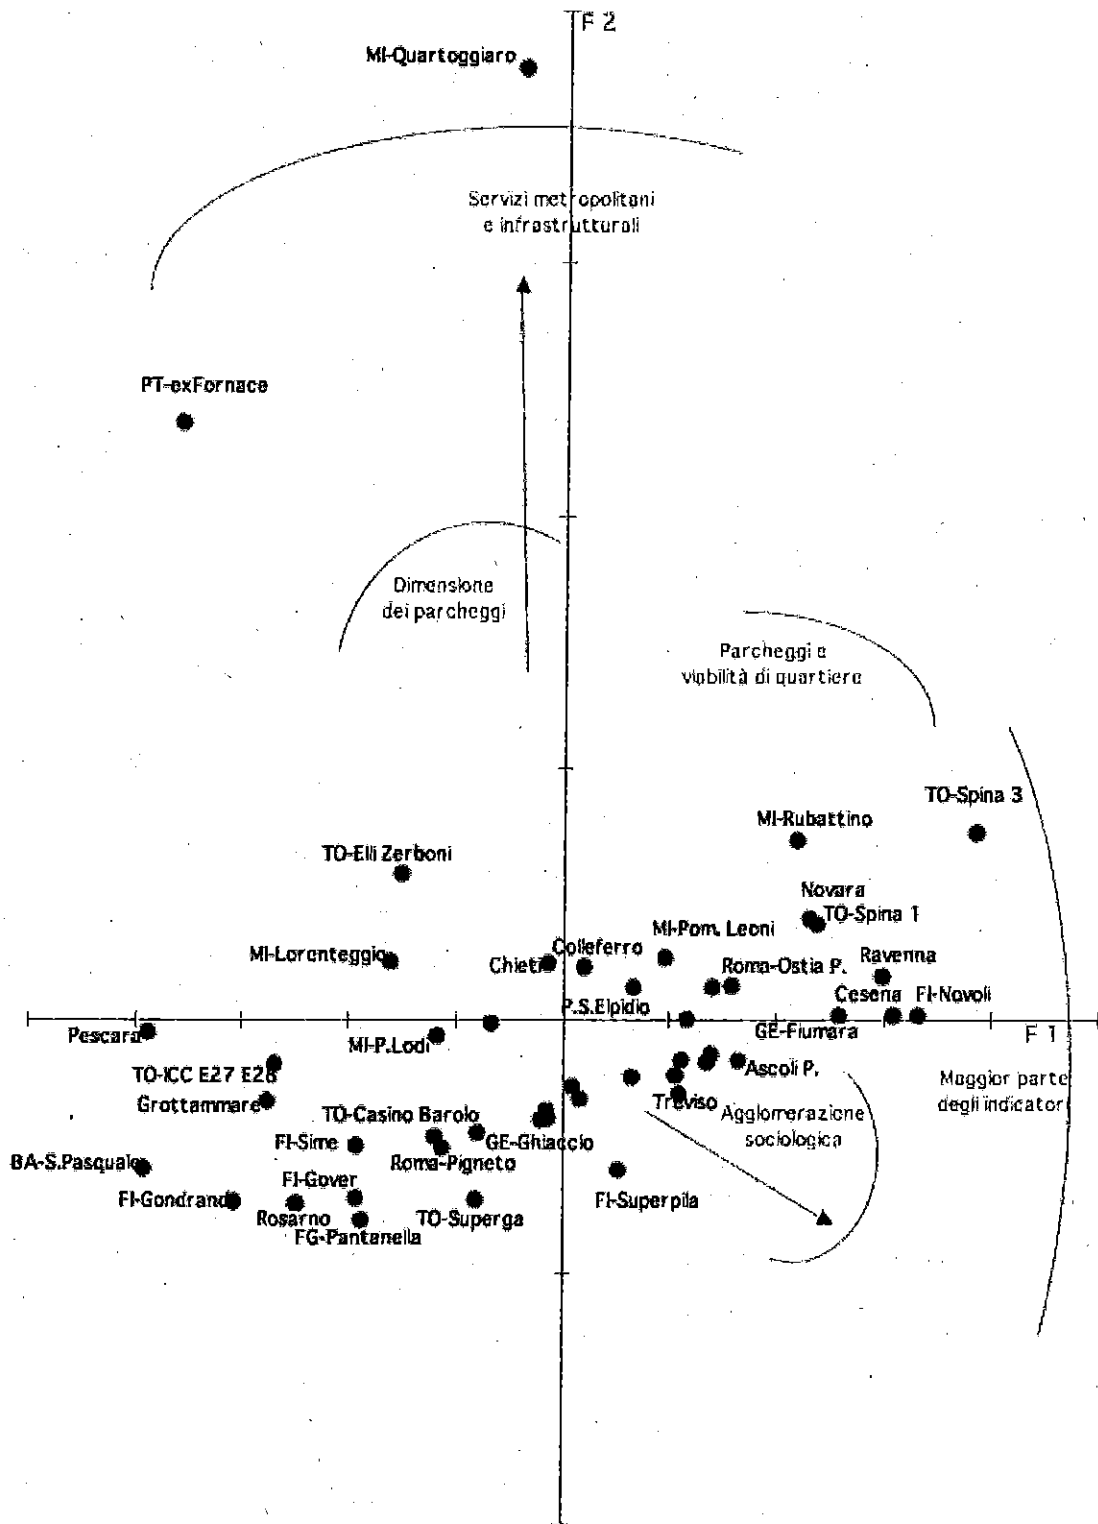 F 2
MI-Quartoggiaro
Servizi metropolitani
e infrastrutturali
PT-exFornace
Dimensione
dei parcheggi
Parcheggi e
viabilità di quartiere
TO-Spina 3
MI-Rubattino
TO-Elli Zerboni
Novara
TO-Spina 1
MI-Pom. Leoni
Colleferro
MI-Lorenteggio
Chieti
Roma-Ostia P.
Ravenna
P.S.Elpidio
Cesena
FI-Novoli
Pescara
MI-P.Lodi
GE-Fiumara
F 1
TO-ICC E27 E28
Ascoli P.
Maggior parte
degli indicatori
Grottammare
TO-Casino Barolo
Treviso
Agglomerazione
sociologica
FI-Sime
GE-Ghiaccio
BA-S.Pasquale
Roma-Pigneto
FI-Gover
FI-Superpila
FI-Gondrand
Rosarno
TO-Superga
FG-Pantanella